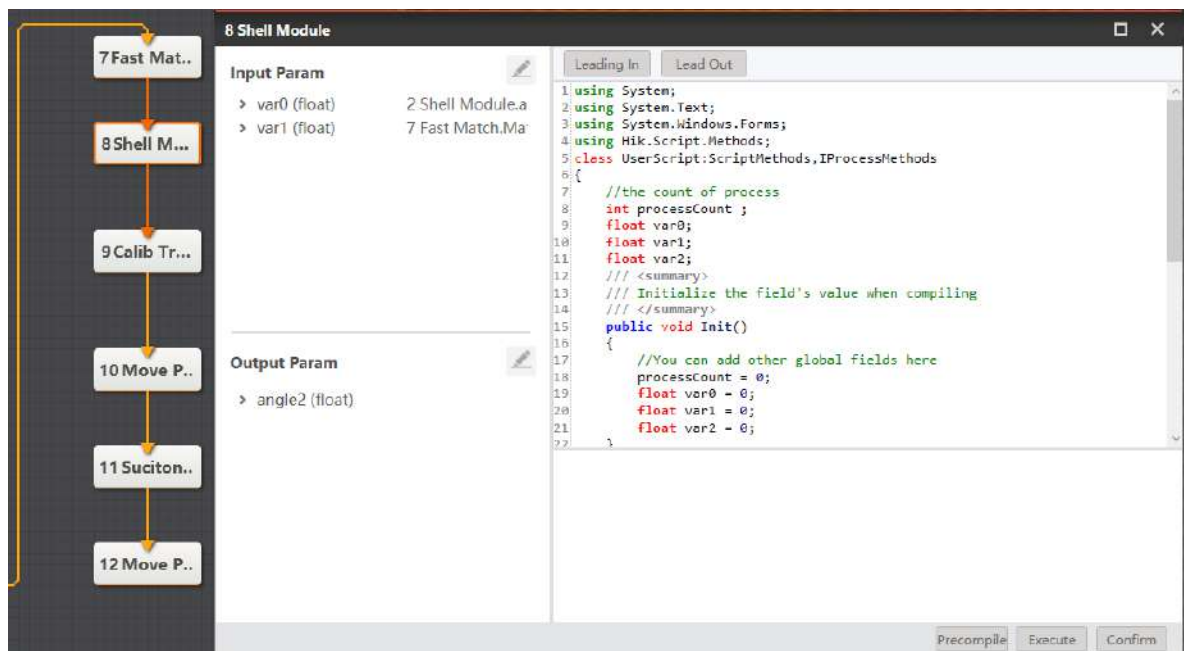 7 Fast Mat..
8 Shell M...
9 Calib Tr...
10 Move P..
11 Suciton..
12 Move P..
8 Shell Module
Input Param
var0 (float) 2 Shell Module.a
var1 (float) 7 Fast Match.Ma
Output Param
angle2 (float)
Leading In Lead Out
1 using System;
2 using System.Text;
3 using System.Windows.Forms;
4 using Hik.Script.Methods;
5 class UserScript:ScriptMethods,IProcessMethods
6 {
7 //the count of process
8 int processCount ;
9 float var0;
10 float var1;
11 float var2;
12 /// <summary>
13 /// Initialize the field's value when compiling
14 /// </summary>
15 public void Init()
16 {
17 //You can add other global fields here
18 processCount = 0;
19 float var0 = 0;
20 float var1 = 0;
21 float var2 = 0;
22 }
Precompile Execute Confirm